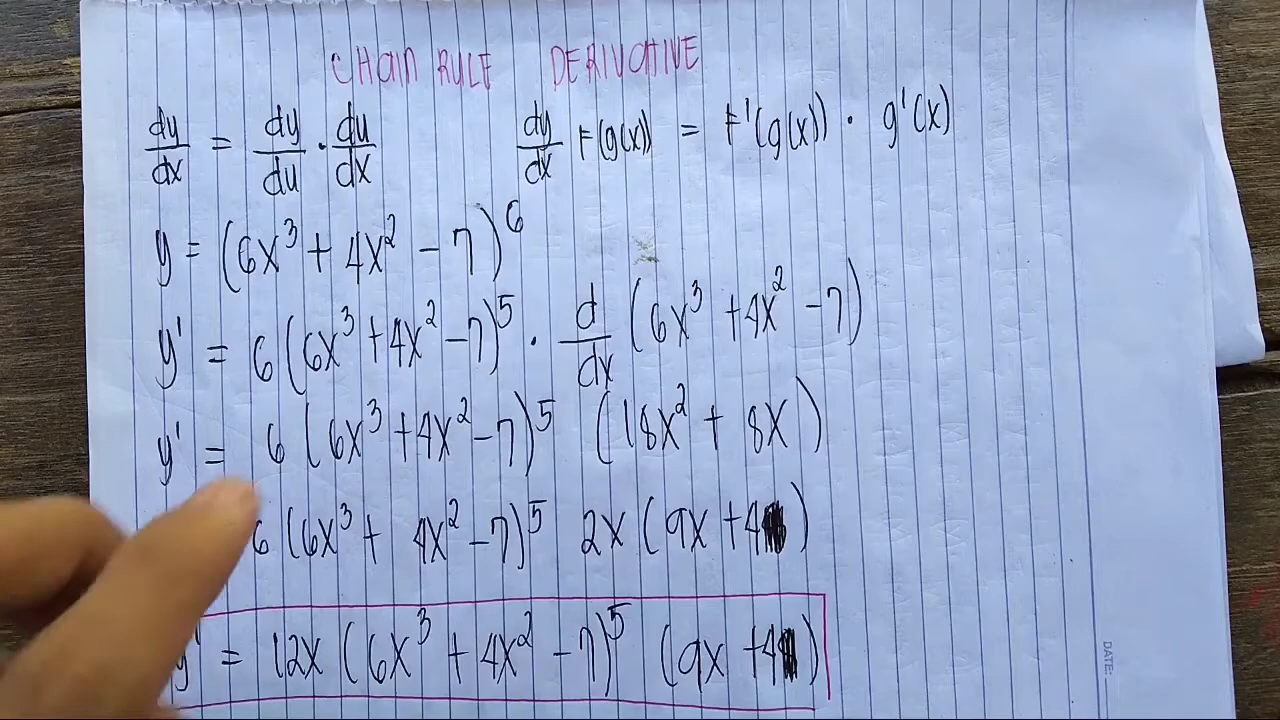 CHAIN RULE DERIVATIVE
dy/dx = dy/du · du/dx    dy/dx F(g(x)) = F'(g(x)) · g'(x)
y = (6x³ + 4x² - 7)⁶
y' = 6(6x³ + 4x² - 7)⁵ · d/dx (6x³ + 4x² - 7)
y' = 6(6x³ + 4x² - 7)⁵ (18x² + 8x)
6(6x³ + 4x² - 7)⁵ 2x(9x + 4)
y' = 12x(6x³ + 4x² - 7)⁵ (9x + 4)
DATE: